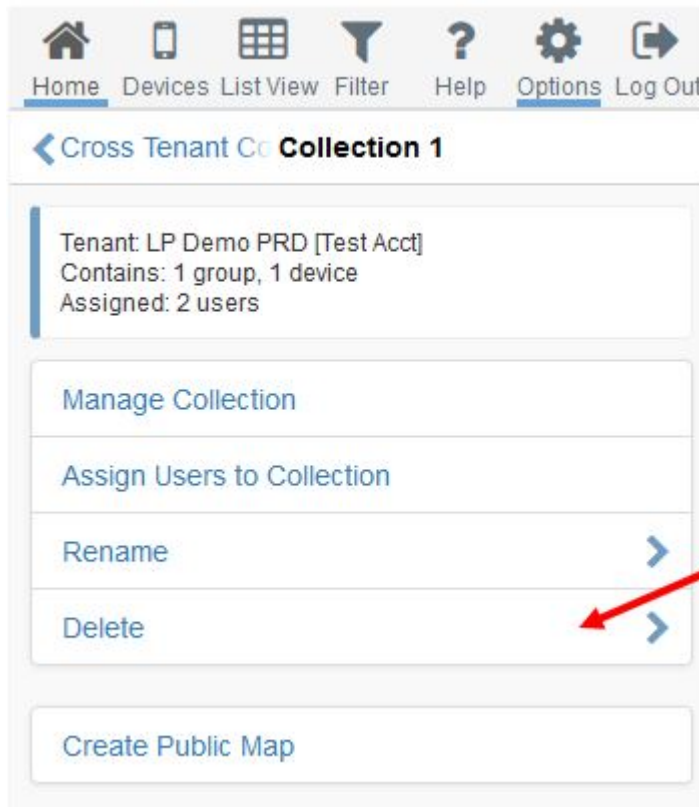 Home Devices List View Filter Help Options Log Out
Cross Tenant Co Collection 1
Tenant: LP Demo PRD [Test Acct]
Contains: 1 group, 1 device
Assigned: 2 users
Manage Collection
Assign Users to Collection
Rename
Delete
Create Public Map